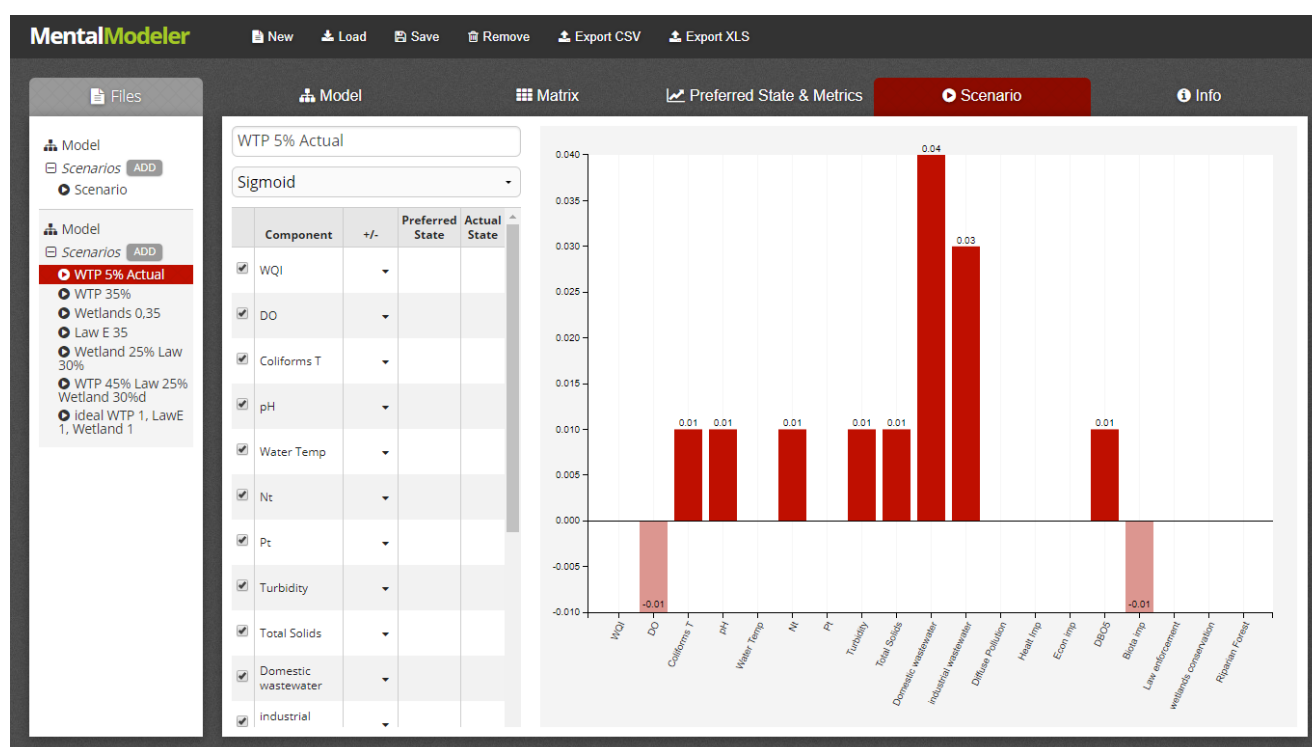 MentalModeler
New
Load
Save
Remove
Export CSV
Export XLS
Files
Model
Matrix
Preferred State & Metrics
Scenario
Info
Model
Scenarios ADD
Scenario
Model
Scenarios ADD
WTP 5% Actual
WTP 35%
Wetlands 0,35
Law E 35
Wetland 25% Law
30%
WTP 45% Law 25%
Wetland 30%d
ideal WTP 1, LawE
1, Wetland 1
WTP 5% Actual
Sigmoid
Component +/- Preferred State Actual State
WQI
DO
Coliforms T
pH
Water Temp
Nt
Pt
Turbidity
Total Solids
Domestic
wastewater
industrial
0.040
0.035
0.030
0.025
0.020
0.015
0.010
0.005
0.000
-0.005
-0.010
-0.01
0.01
0.01
0.01
0.01
0.01
0.04
0.03
0.01
-0.01
WQI
DO
Coliforms T
pH
Water Temp
Nt
Pt
Turbidity
Total Solids
Domestic wastewater
industrial wastewater
Diffuse Pollution
Healt Imp
Econ imp
DBO5
Biota imp
Law enforcement
wetlands conservation
Riparian Forest